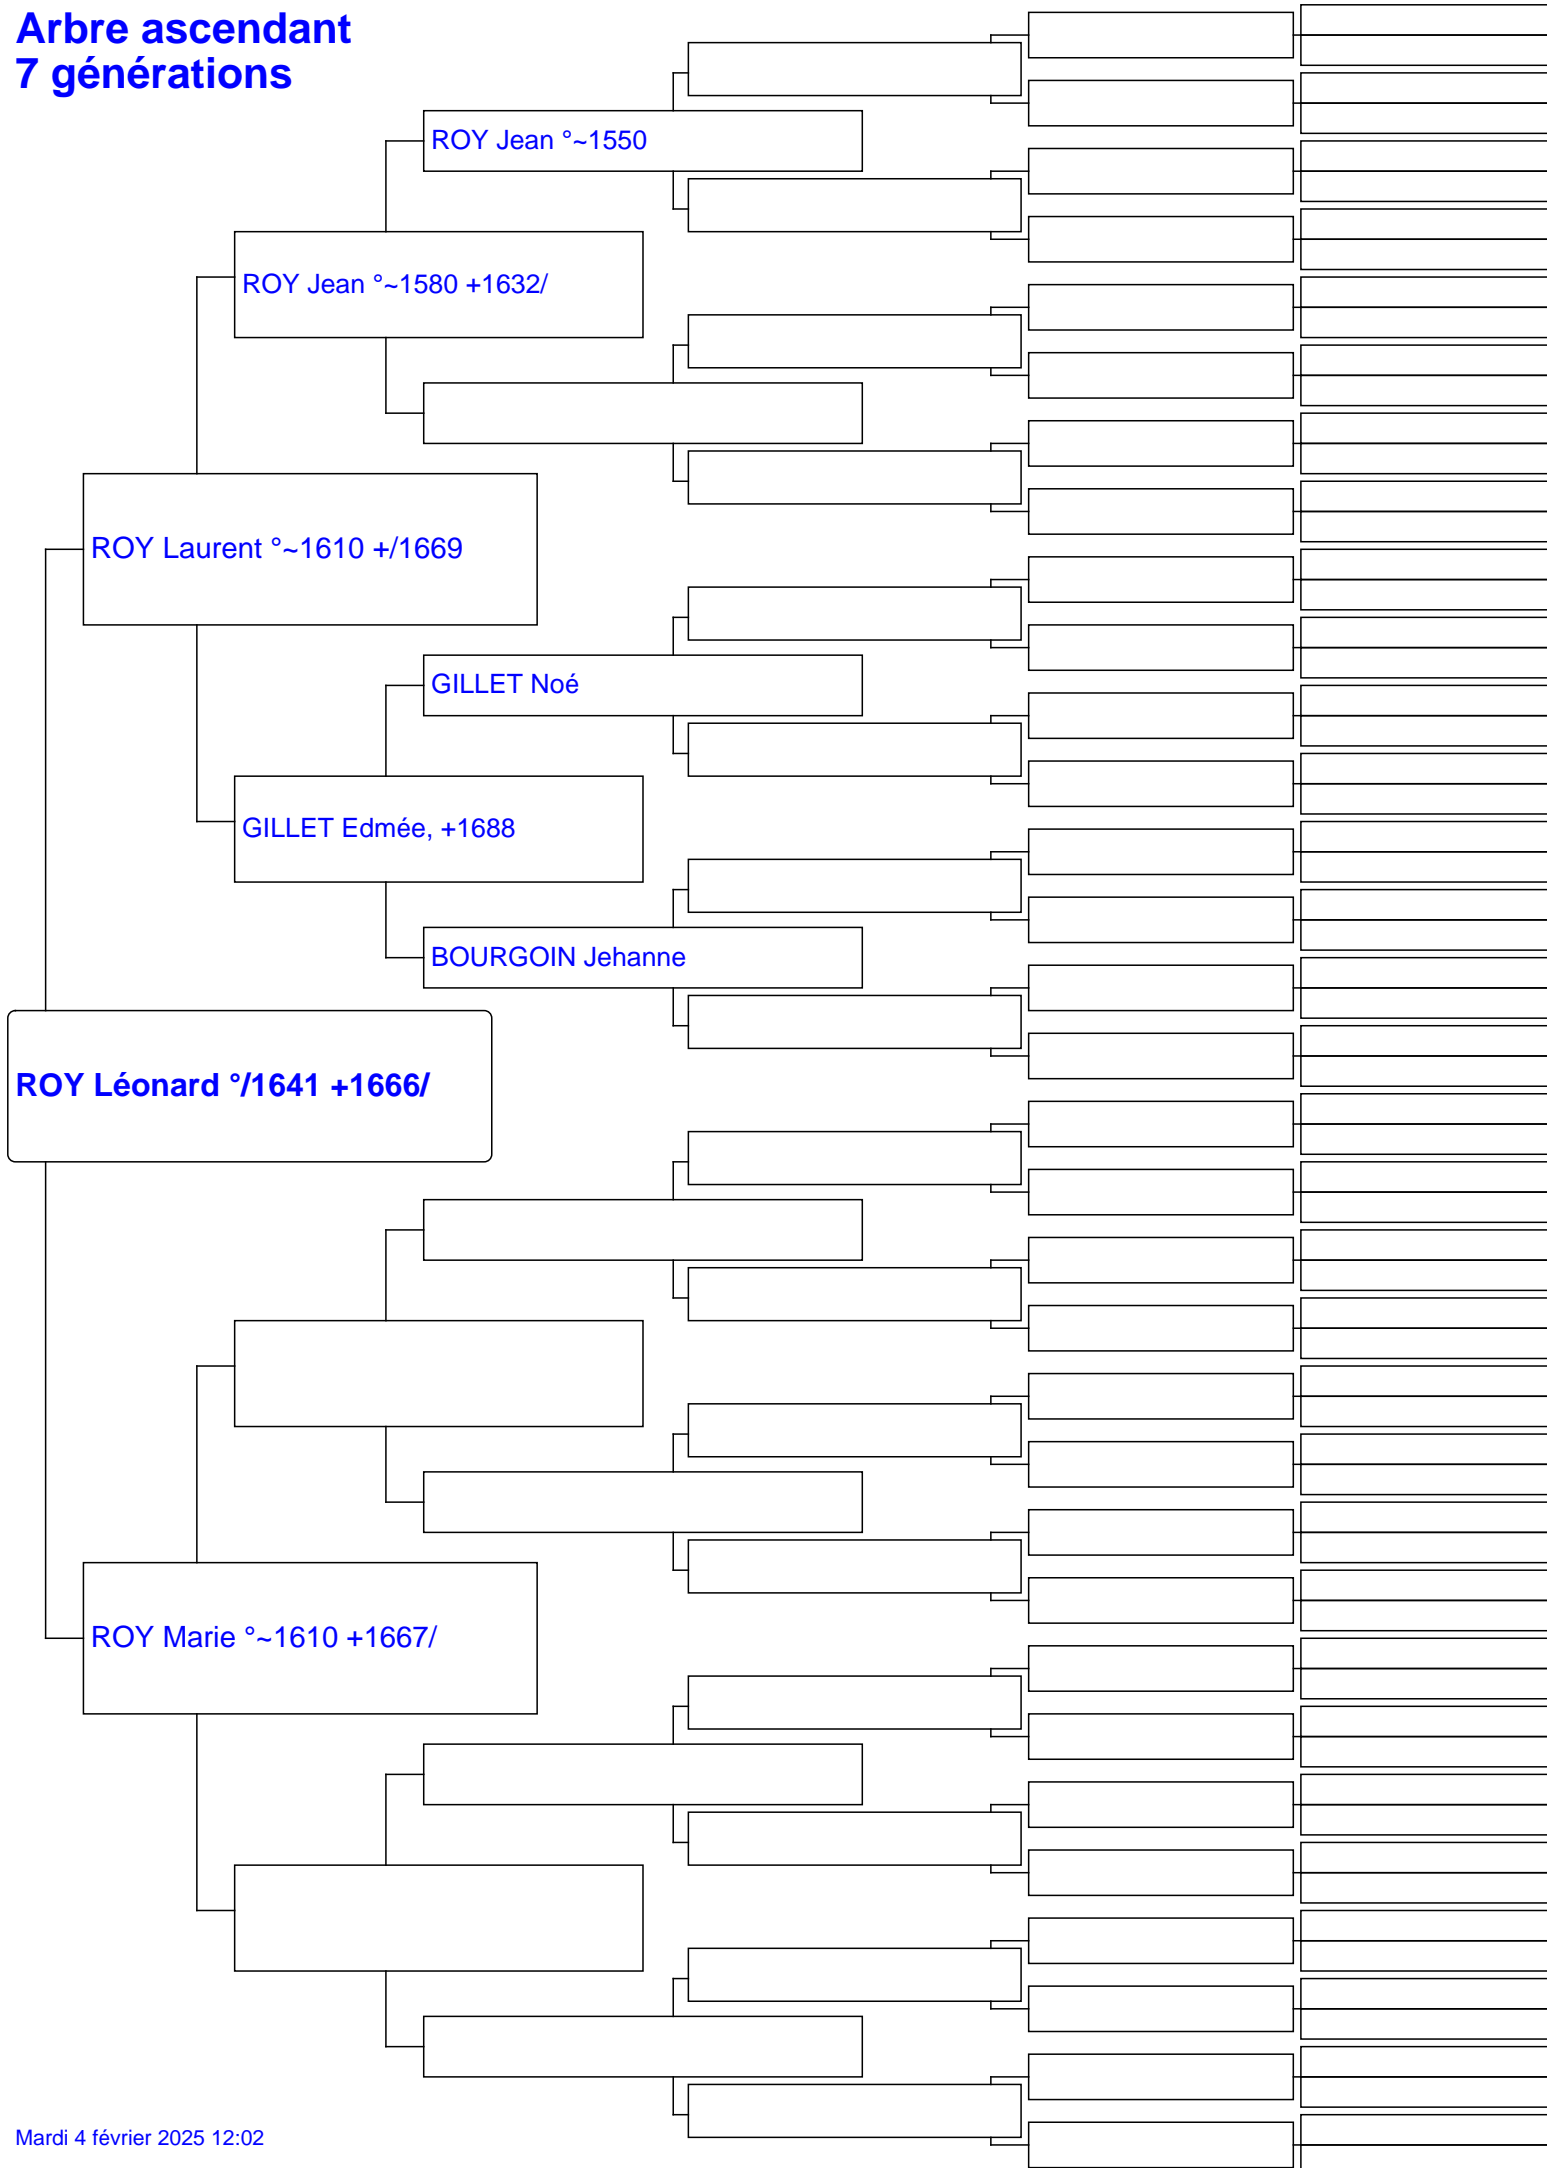 Arbre ascendant
7 générations
ROY Jean °~1550
ROY Jean °~1580 +1632/
ROY Laurent °~1610 +/1669
GILLET Noé
GILLET Edmée, +1688
BOURGOIN Jehanne
ROY Léonard °/1641 +1666/
ROY Marie °~1610 +1667/
Mardi 4 février 2025 12:02